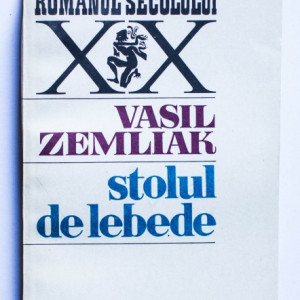 ROMANUL SECOLULUI
XX
VASIL
ZEMLIAK
stolul
de lebede